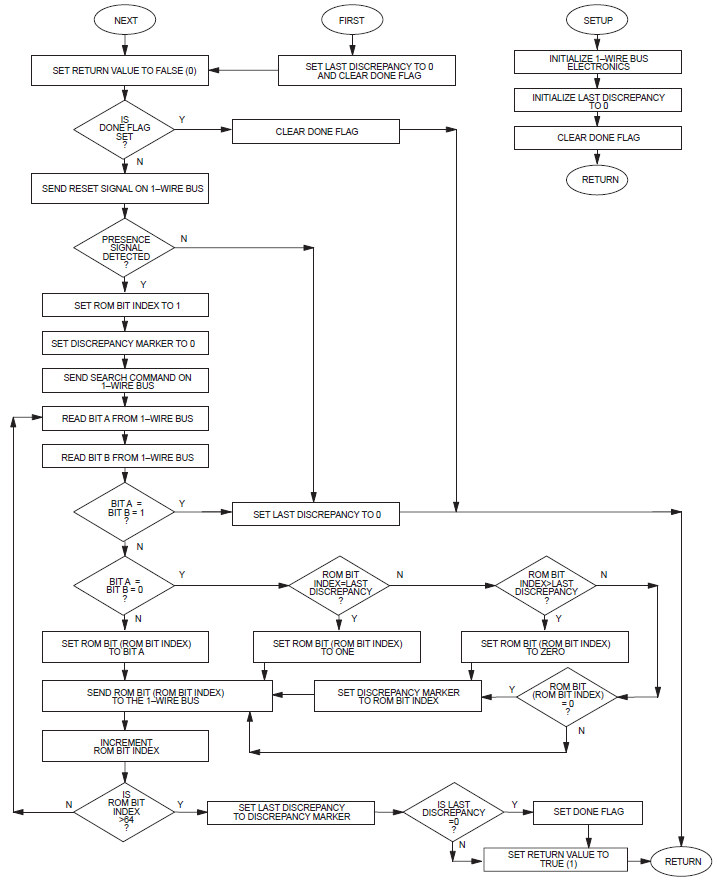 NEXT
FIRST
SETUP
SET RETURN VALUE TO FALSE (0)
SET LAST DISCREPANCY TO 0
AND CLEAR DONE FLAG
INITIALIZE 1–WIRE BUS
ELECTRONICS
INITIALIZE LAST DISCREPANCY
TO 0
CLEAR DONE FLAG
RETURN
IS
DONE FLAG
SET
?
Y
N
CLEAR DONE FLAG
SEND RESET SIGNAL ON 1–WIRE BUS
PRESENCE
SIGNAL
DETECTED
?
N
Y
SET ROM BIT INDEX TO 1
SET DISCREPANCY MARKER TO 0
SEND SEARCH COMMAND ON
1–WIRE BUS
READ BIT A FROM 1–WIRE BUS
READ BIT B FROM 1–WIRE BUS
BIT A =
BIT B = 1
?
Y
N
SET LAST DISCREPANCY TO 0
BIT A =
BIT B = 0
?
Y
N
ROM BIT
INDEX=LAST
DISCREPANCY
?
N
Y
ROM BIT
INDEX>LAST
DISCREPANCY
?
N
Y
SET ROM BIT (ROM BIT INDEX)
TO BIT A
SET ROM BIT (ROM BIT INDEX)
TO ONE
SET ROM BIT (ROM BIT INDEX)
TO ZERO
SEND ROM BIT (ROM BIT INDEX)
TO THE 1–WIRE BUS
SET DISCREPANCY MARKER
TO ROM BIT INDEX
Y
ROM BIT
(ROM BIT INDEX)
= 0
?
N
INCREMENT
ROM BIT INDEX
N
IS
ROM BIT
INDEX
>64
?
Y
SET LAST DISCREPANCY
TO DISCREPANCY MARKER
IS LAST
DISCREPANCY
=0
?
Y
N
SET DONE FLAG
SET RETURN VALUE TO
TRUE (1)
RETURN